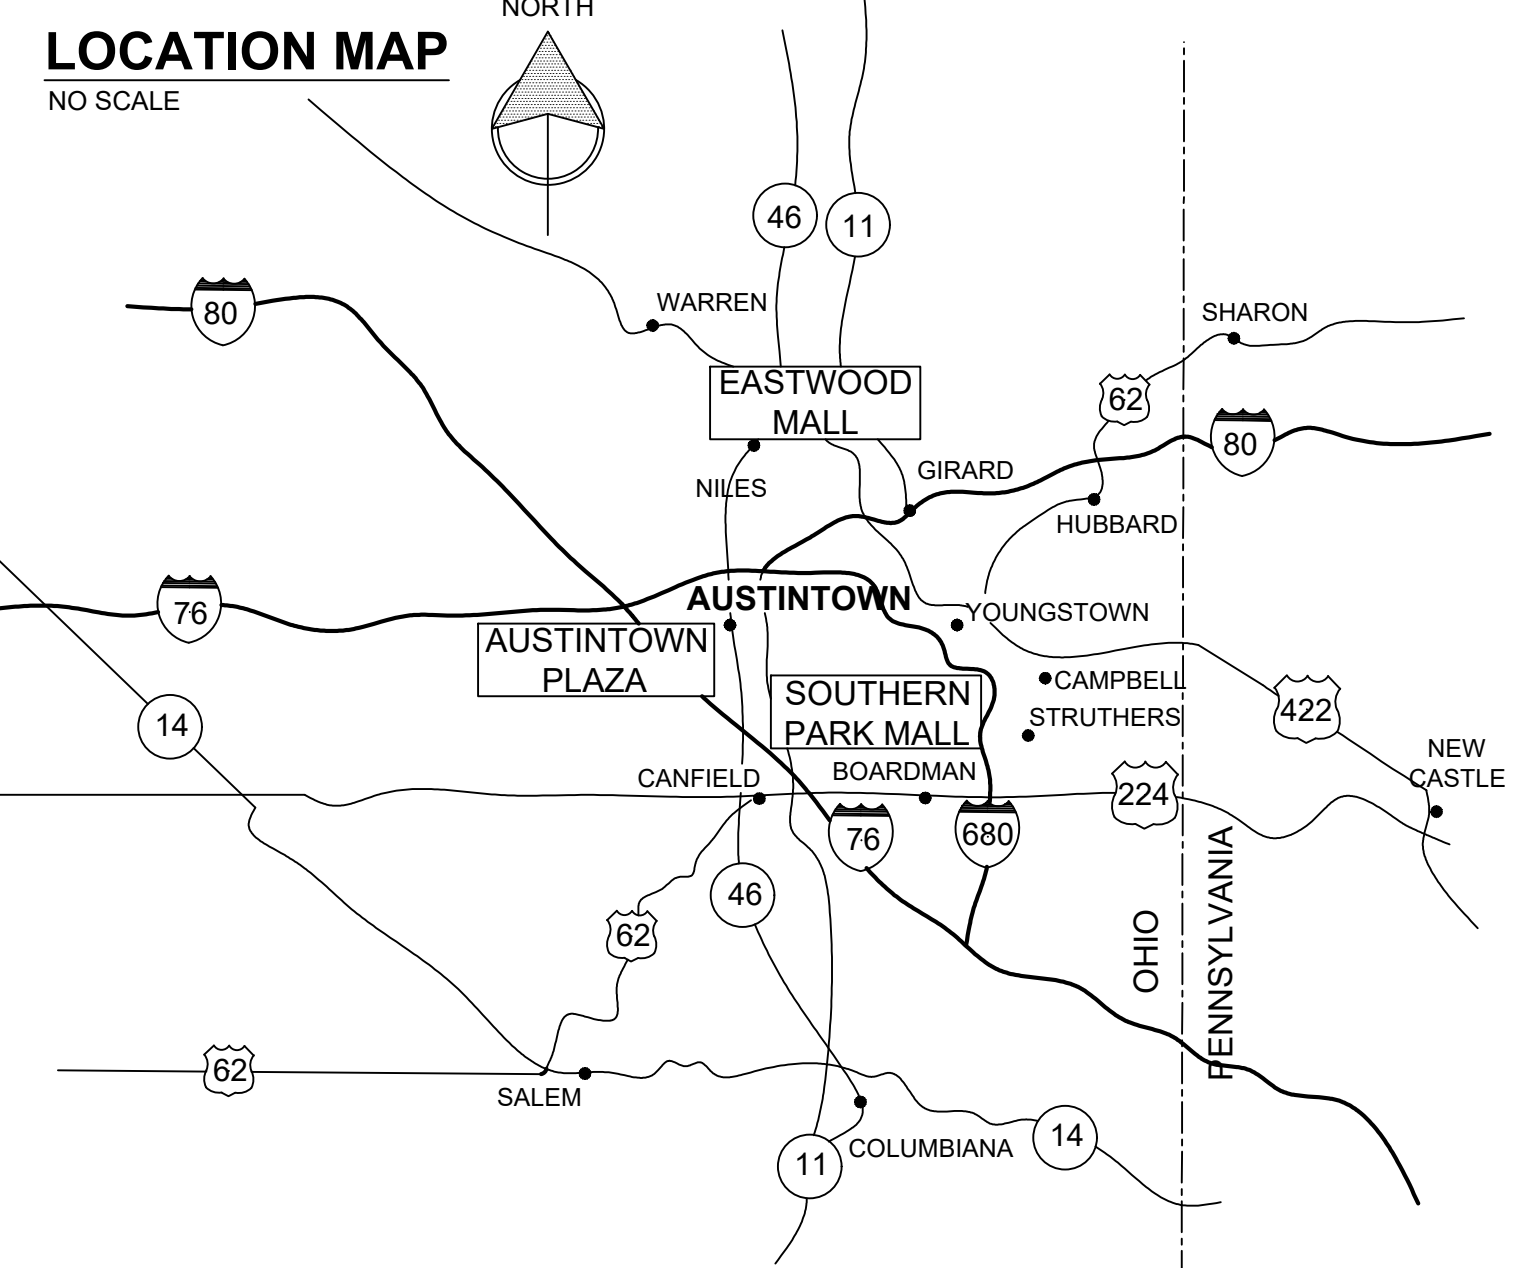 NORTH
LOCATION MAP
NO SCALE
46
11
80
WARREN
SHARON
EASTWOOD
MALL
62
80
GIRARD
NILES
HUBBARD
76
AUSTINTOWN
YOUNGSTOWN
AUSTINTOWN
PLAZA
CAMPBELL
SOUTHERN
PARK MALL
STRUTHERS
422
14
NEW
CASTLE
CANFIELD
BOARDMAN
224
76
680
46
62
OHIO
PENNSYLVANIA
62
SALEM
14
COLUMBIANA
11